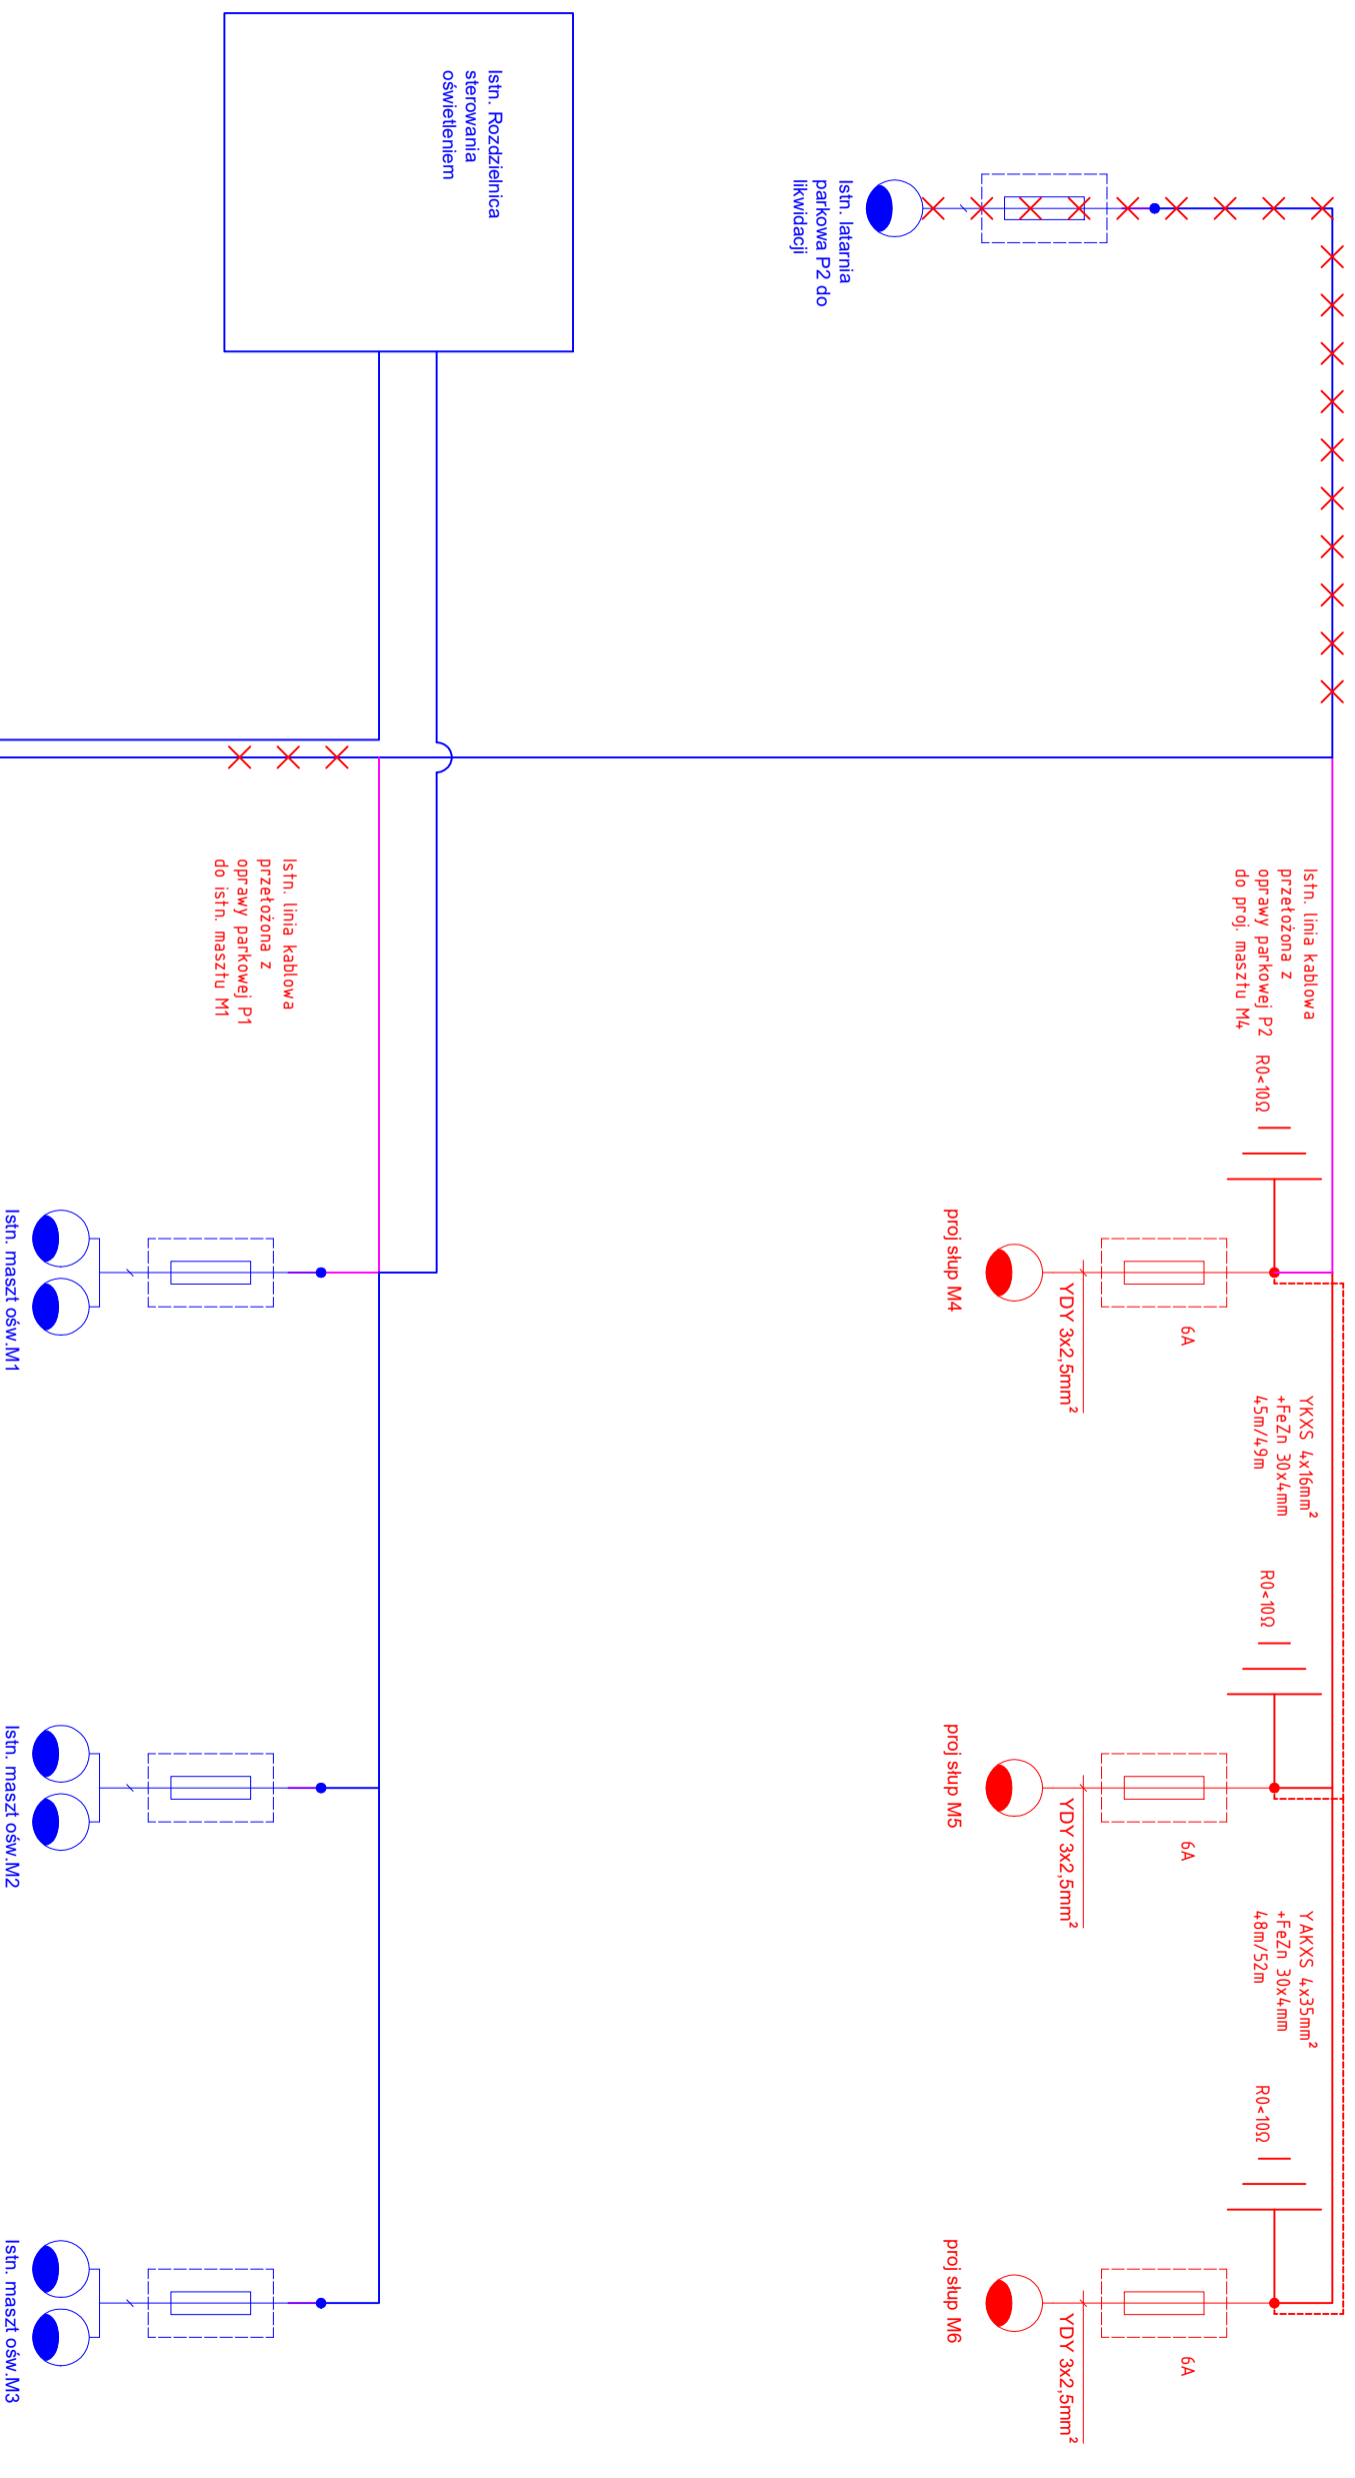 Istn. linia kablowa
przełożona z
oprawy parkowej P2
do proj. masztu M4
R0<10Ω
6A
YDY 3x2,5mm²
proj słup M4
YKXS 4x16mm²
+FeZn 30x4mm
45m/49m
R0<10Ω
6A
YDY 3x2,5mm²
proj słup M5
YAKXS 4x35mm²
+FeZn 30x4mm
48m/52m
R0<10Ω
6A
YDY 3x2,5mm²
proj słup M6
Istn. latarnia
parkowa P2 do
likwidacji
Istn. Rozdzielnica
sterowania
oświetleniem
Istn. linia kablowa
przełożona z
oprawy parkowej P1
do istn. masztu M1
Istn. maszt ośw.M1
Istn. maszt ośw.M2
Istn. maszt ośw.M3